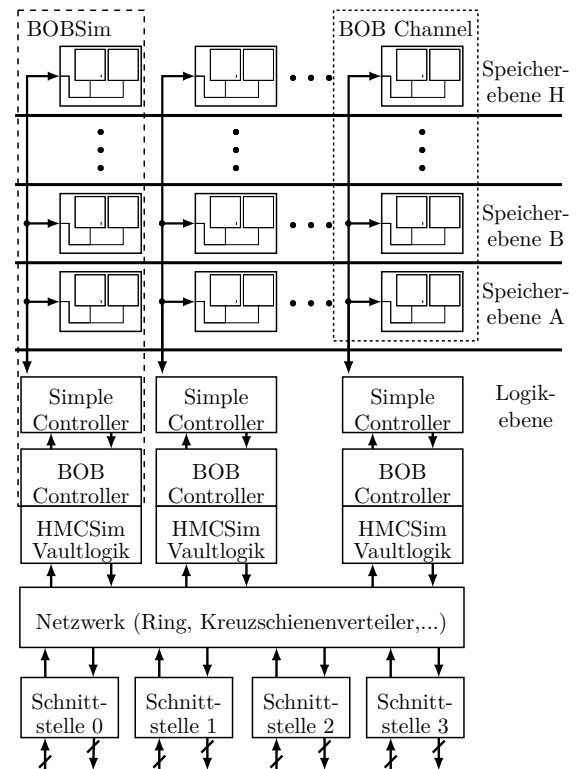 BOBSim
BOB Channel
Speicher-
ebene H
Speicher-
ebene B
Speicher-
ebene A
Logik-
ebene
Simple
Controller
Simple
Controller
Simple
Controller
BOB
Controller
BOB
Controller
BOB
Controller
HMCSim
Vaultlogik
HMCSim
Vaultlogik
HMCSim
Vaultlogik
Netzwerk (Ring, Kreuzschienenverteiler,...)
Schnitt-
stelle 0
Schnitt-
stelle 1
Schnitt-
stelle 2
Schnitt-
stelle 3